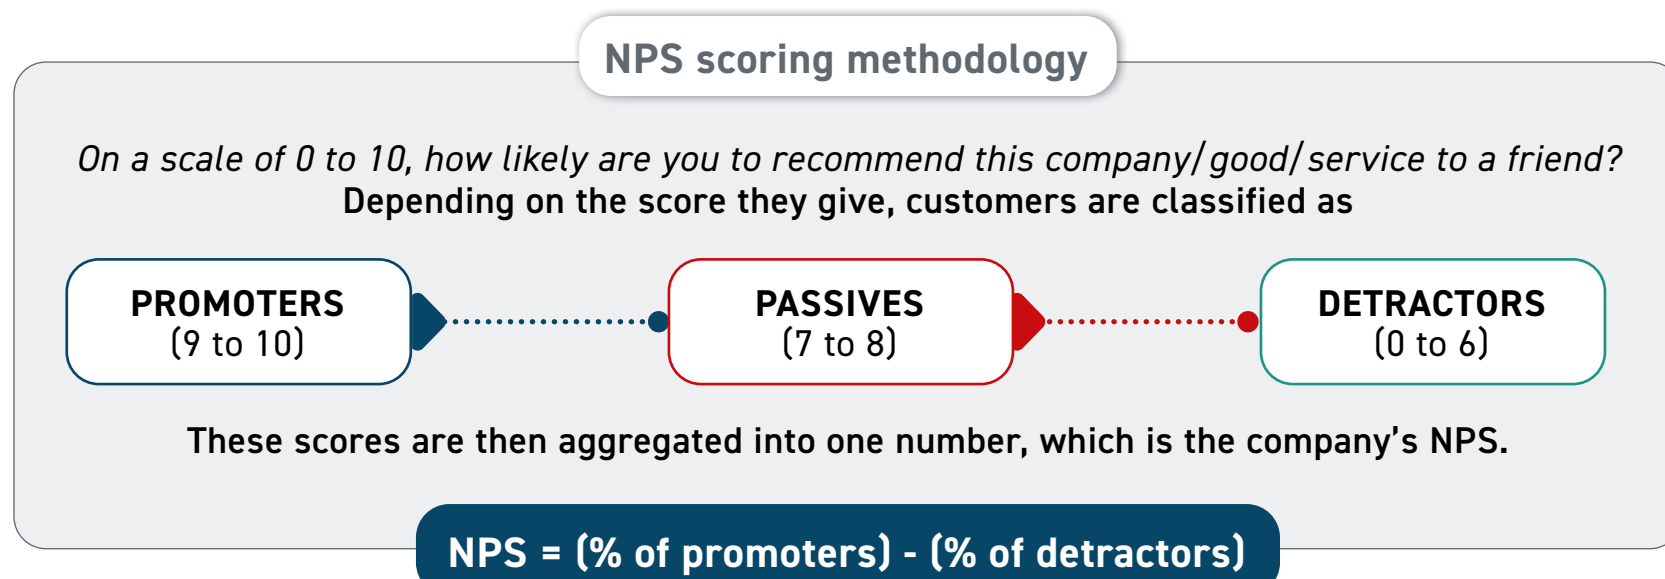 NPS scoring methodology
On a scale of 0 to 10, how likely are you to recommend this company/good/service to a friend?
Depending on the score they give, customers are classified as
PROMOTERS
(9 to 10)
PASSIVES
(7 to 8)
DETRACTORS
(0 to 6)
These scores are then aggregated into one number, which is the company’s NPS.
NPS = (% of promoters) - (% of detractors)